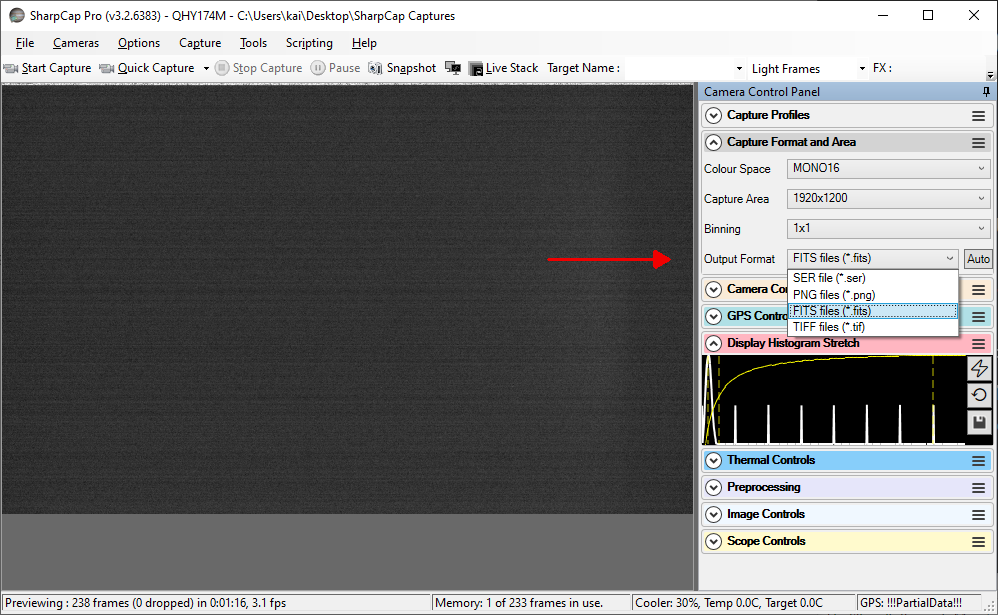 SharpCap Pro (v3.2.6383) - QHY174M - C:\Users\kai\Desktop\SharpCap Captures
File Cameras Options Capture Tools Scripting Help
Start Capture Quick Capture Stop Capture Pause Snapshot Live Stack Target Name : Light Frames FX :
Camera Control Panel
Capture Profiles
Capture Format and Area
Colour Space MONO16
Capture Area 1920x1200
Binning 1x1
Output Format FITS files (*.fits) Auto
SER file (*.ser)
Camera Co
PNG files (*.png)
GPS Contro FITS files (*.fits)
TIFF files (*.tif)
Display Histogram Stretch
Thermal Controls
Preprocessing
Image Controls
Scope Controls
Previewing : 238 frames (0 dropped) in 0:01:16, 3.1 fps Memory: 1 of 233 frames in use. Cooler: 30%, Temp 0.0C, Target 0.0C GPS: !!!PartialData!!!